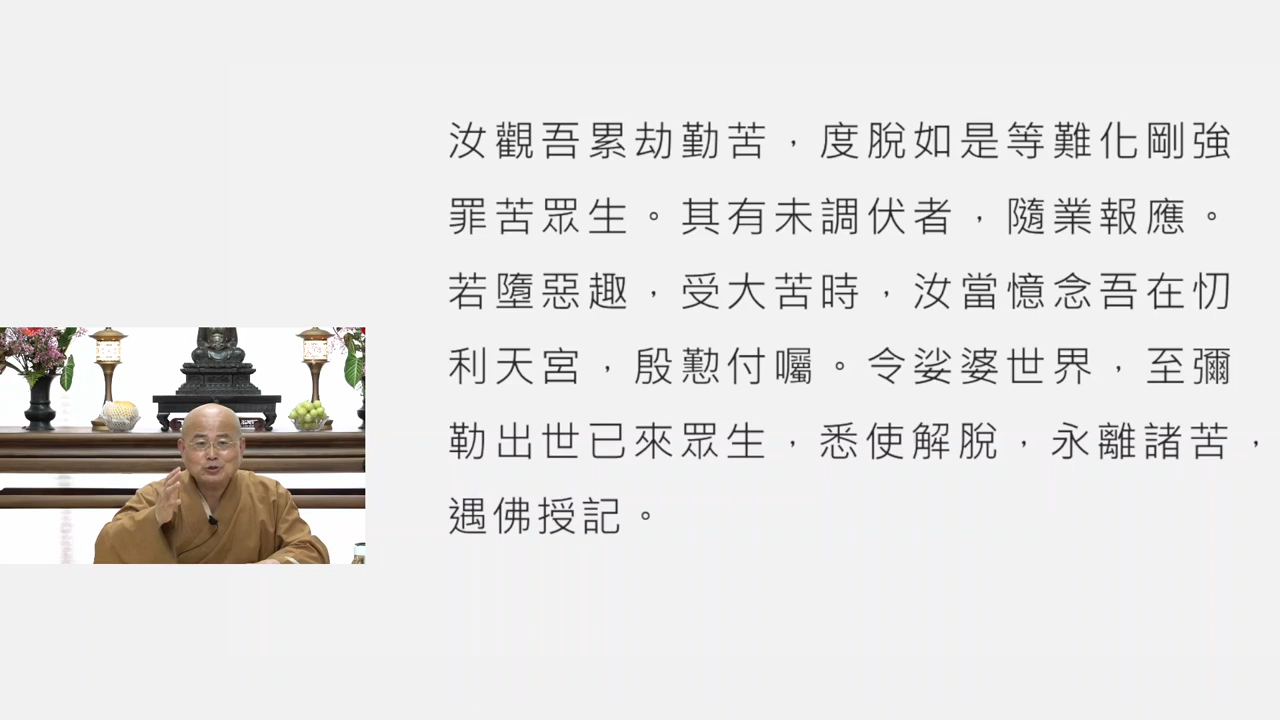 汝觀吾累劫勤苦，度脫如是等難化剛強
罪苦眾生。其有未調伏者，隨業報應。
若墮惡趣，受大苦時，汝當憶念吾在忉
利天宮，殷懃付囑。令娑婆世界，至彌
勒出世已來眾生，悉使解脫，永離諸苦，
遇佛授記。